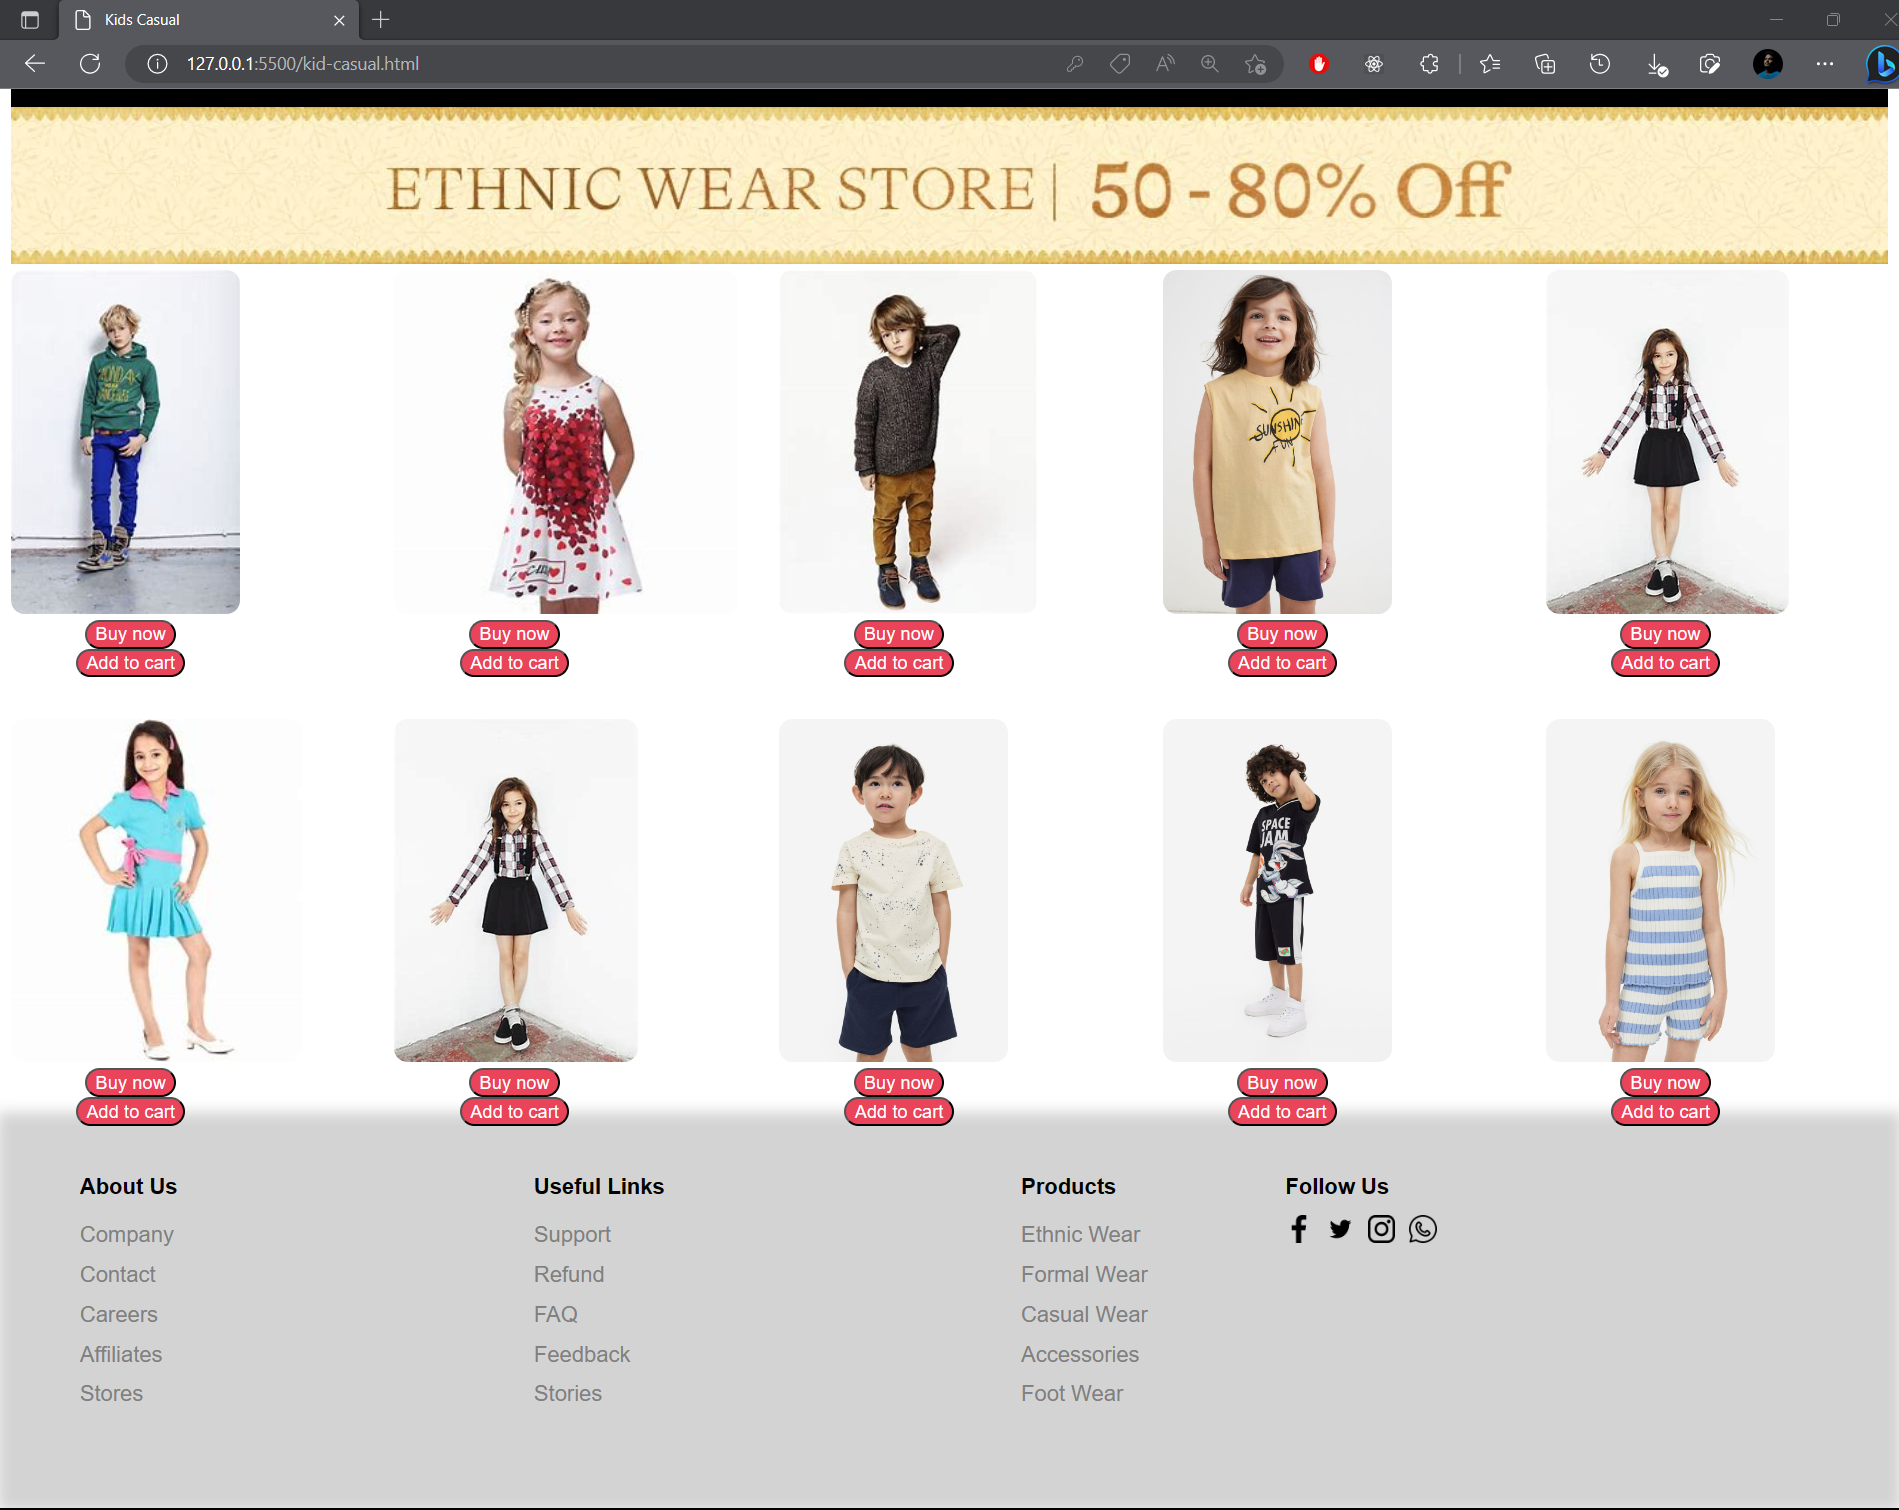 Kids Casual
127.0.0.1:5500/kid-casual.html
ETHNIC WEAR STORE | 50 - 80% Off
SUNSHINE
FUN
Buy now Buy now Buy now Buy now Buy now
Add to cart Add to cart Add to cart Add to cart Add to cart
SPACE
JAM
Buy now Buy now Buy now Buy now Buy now
Add to cart Add to cart Add to cart Add to cart Add to cart
About Us Useful Links Products Follow Us
Company Support Ethnic Wear
Contact Refund Formal Wear
Careers FAQ Casual Wear
Affiliates Feedback Accessories
Stores Stories Foot Wear